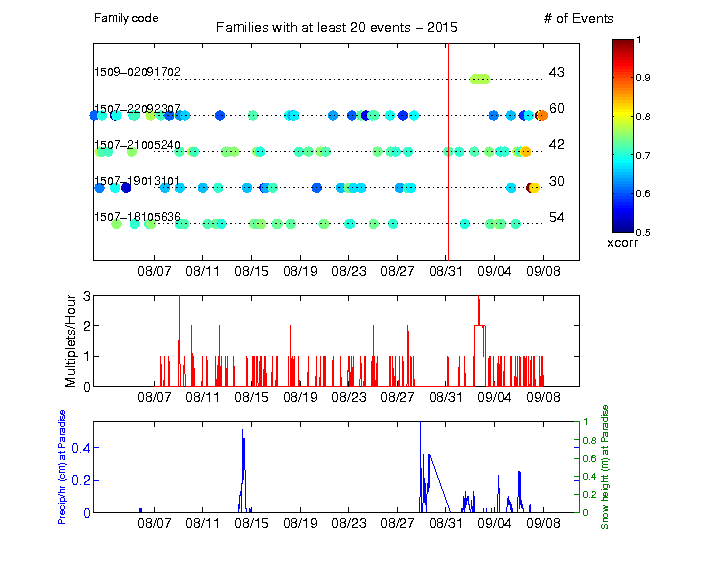 Family code
Families with at least 20 events − 2015
# of Events
1509−02091702 43
1507−22092307 60
1507−21005240 42
1507−19013101 30
1507−18105636 54
08/07 08/11 08/15 08/19 08/23 08/27 08/31 09/04 09/08
1
0.9
0.8
0.7
0.6
0.5
xcorr
Multiplets/Hour
3
2
1
0
08/07 08/11 08/15 08/19 08/23 08/27 08/31 09/04 09/08
Precip/hr (cm) at Paradise
0.4
0.2
0
1
0.8
0.6
0.4
0.2
0
Snow height (m) at Paradise
08/07 08/11 08/15 08/19 08/23 08/27 08/31 09/04 09/08